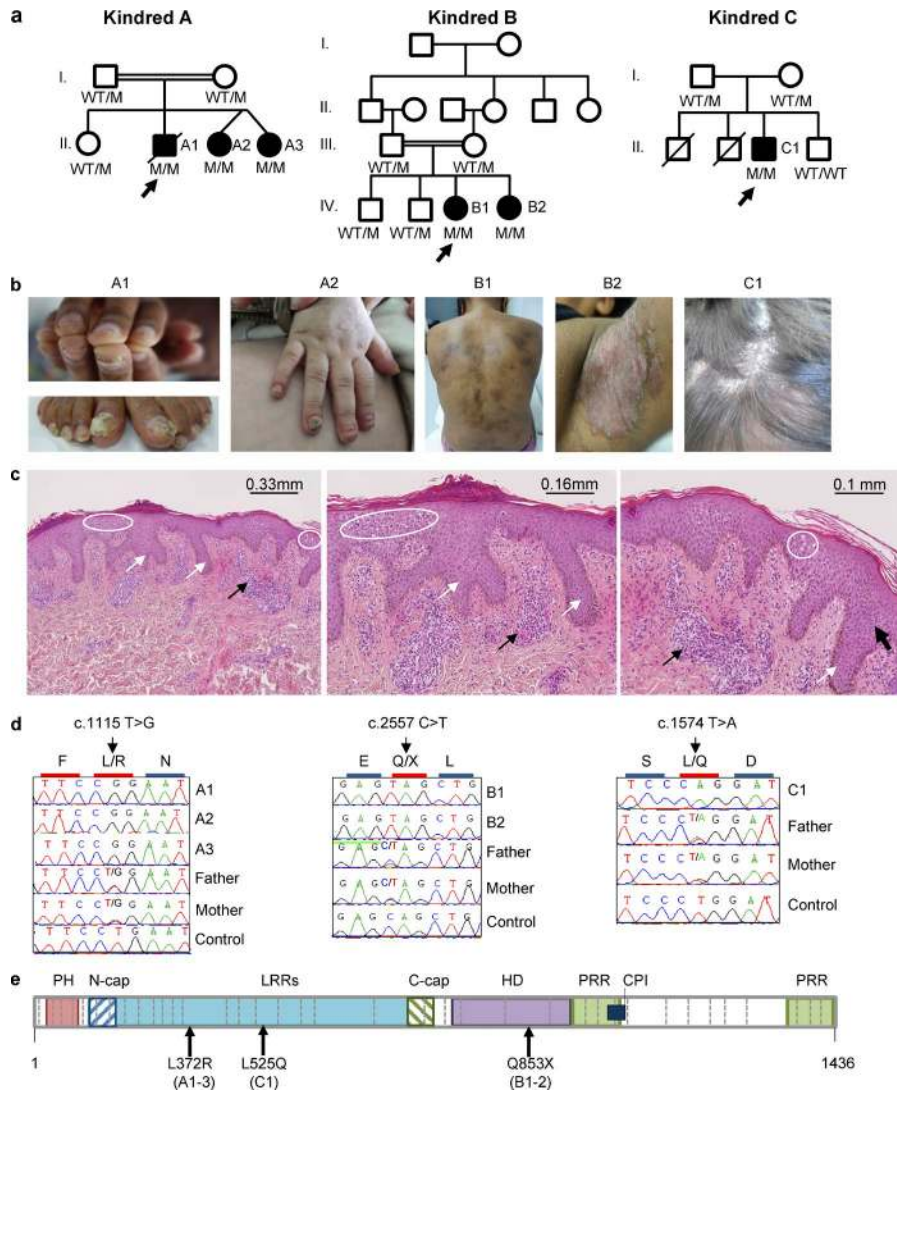 a
Kindred A
Kindred B
Kindred C
I.
WT/M
WT/M
II.
A1
A2
A3
WT/M
M/M
M/M
M/M
I.
II.
III.
WT/M
WT/M
IV.
B1
B2
WT/M
WT/M
M/M
M/M
I.
WT/M
WT/M
II.
C1
M/M
WT/WT
b
A1
A2
B1
B2
C1
c
0.33mm
0.16 mm
0.1 mm
d
c.1115 T>G
F L/R N
T T C C G G A A T
A1
T T C C G G A A T
A2
T T C C G G A A T
A3
T T C C T/G G A A T
Father
T T C C T/G G A A T
Mother
T T C C T G A A T
Control
c.2557 C>T
E Q/X L
G A G T A G C T G
B1
G A G T A G C T G
B2
G A G C/T A G C T G
Father
G A G C/T A G C T G
Mother
G A G C A G C T G
Control
c.1574 T>A
S L/Q D
T C C C A G G A T
C1
T C C C T/A G G A T
Father
T C C C T/A G G A T
Mother
T C C C T G G A T
Control
e
PH N-cap LRRs C-cap HD PRR CPI PRR
1
L372R
(A1-3)
L525Q
(C1)
Q853X
(B1-2)
1436